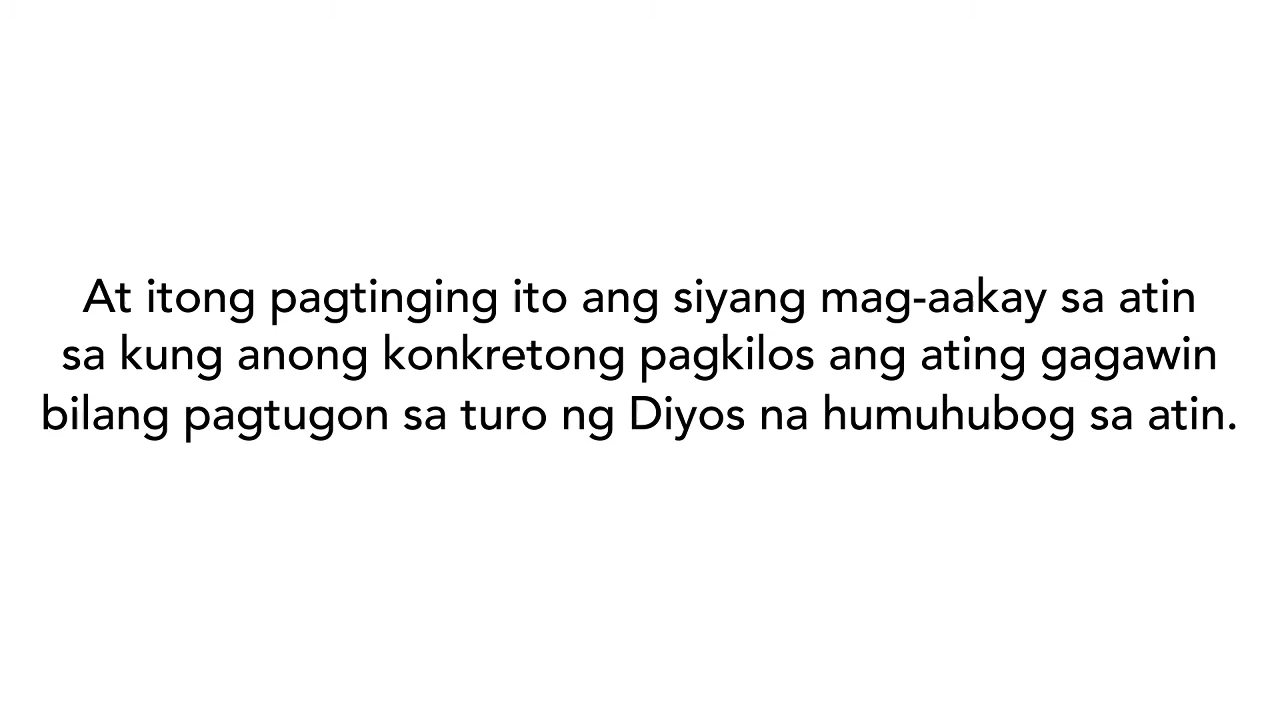 At itong pagtinging ito ang siyang mag-aakay sa atin
sa kung anong konkretong pagkilos ang ating gagawin
bilang pagtugon sa turo ng Diyos na humuhubog sa atin.